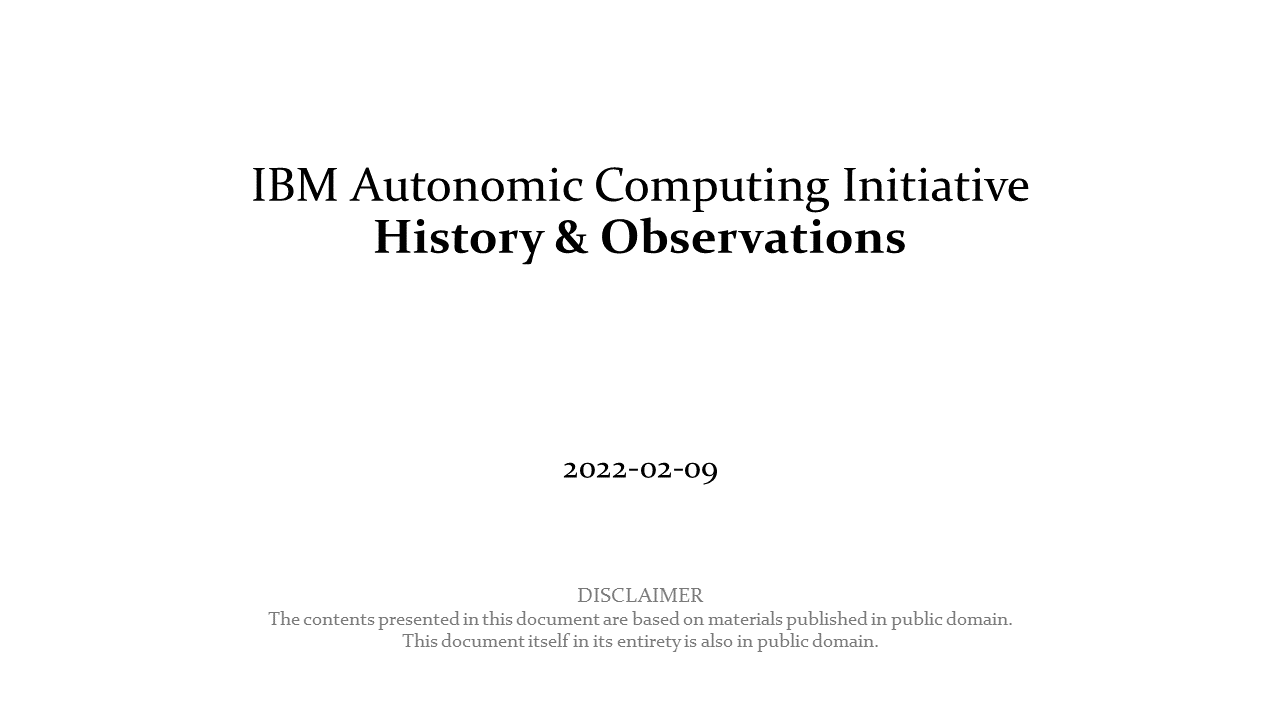 IBM Autonomic Computing Initiative
History & Observations
2022-02-09
DISCLAIMER
The contents presented in this document are based on materials published in public domain.
This document itself in its entirety is also in public domain.